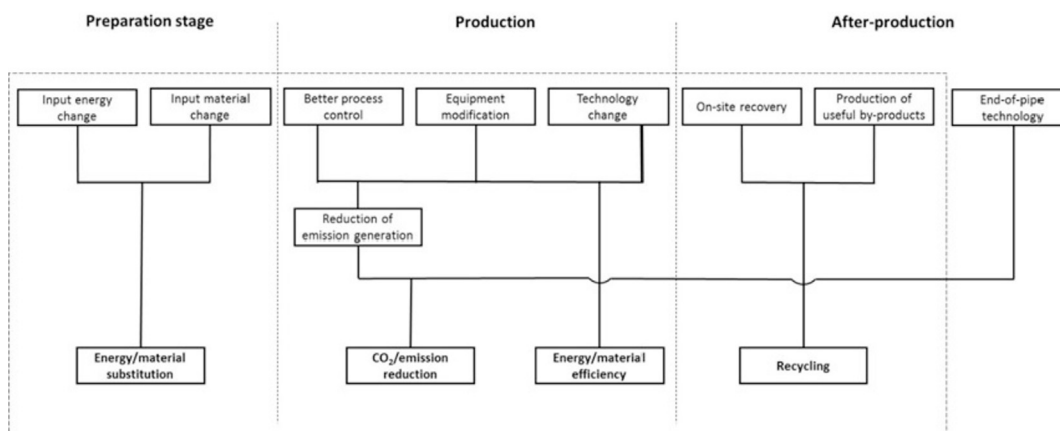 Preparation stage
Production
After-production
Input energy
change
Input material
change
Better process
control
Equipment
modification
Technology
change
On-site recovery
Production of
useful by-products
End-of-pipe
technology
Reduction of
emission generation
Energy/material
substitution
CO₂/emission
reduction
Energy/material
efficiency
Recycling